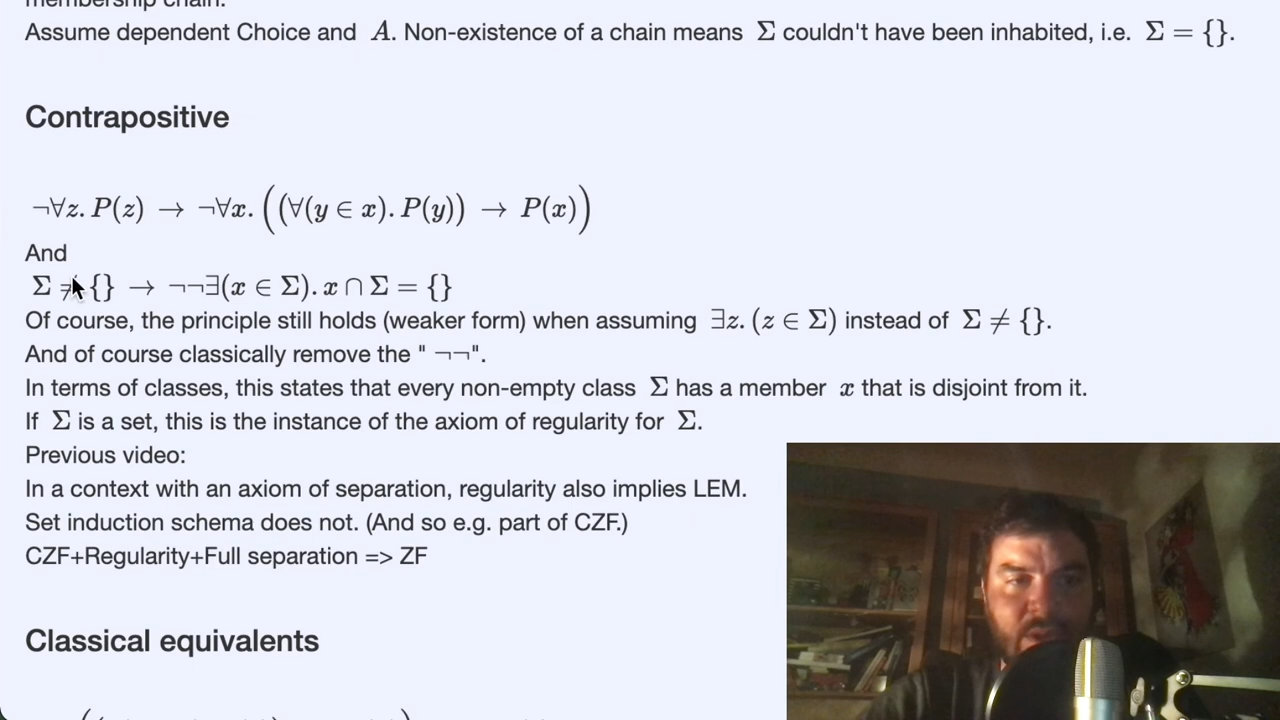 membership chain.
Assume dependent Choice and A. Non-existence of a chain means Σ couldn't have been inhabited, i.e. Σ = {}.
Contrapositive
¬∀z. P(z) → ¬∀x. ((∀(y ∈ x). P(y)) → P(x))
And
Σ ≠ {} → ¬¬∃(x ∈ Σ). x ∩ Σ = {}
Of course, the principle still holds (weaker form) when assuming ∃z. (z ∈ Σ) instead of Σ ≠ {}.
And of course classically remove the " ¬¬".
In terms of classes, this states that every non-empty class Σ has a member x that is disjoint from it.
If Σ is a set, this is the instance of the axiom of regularity for Σ.
Previous video:
In a context with an axiom of separation, regularity also implies LEM.
Set induction schema does not. (And so e.g. part of CZF.)
CZF+Regularity+Full separation => ZF
Classical equivalents